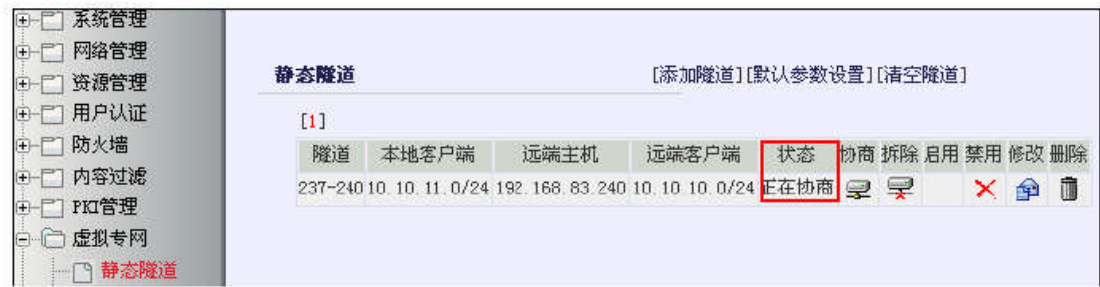 系统管理
网络管理
资源管理
用户认证
防火墙
内容过滤
PKI管理
虚拟专网
静态隧道
静态隧道 [添加隧道][默认参数设置][清空隧道]
[1]
隧道 本地客户端 远端主机 远端客户端 状态 协商 拆除 启用 禁用 修改 删除
237-240 10.10.11.0/24 192.168.83.240 10.10.10.0/24 正在协商